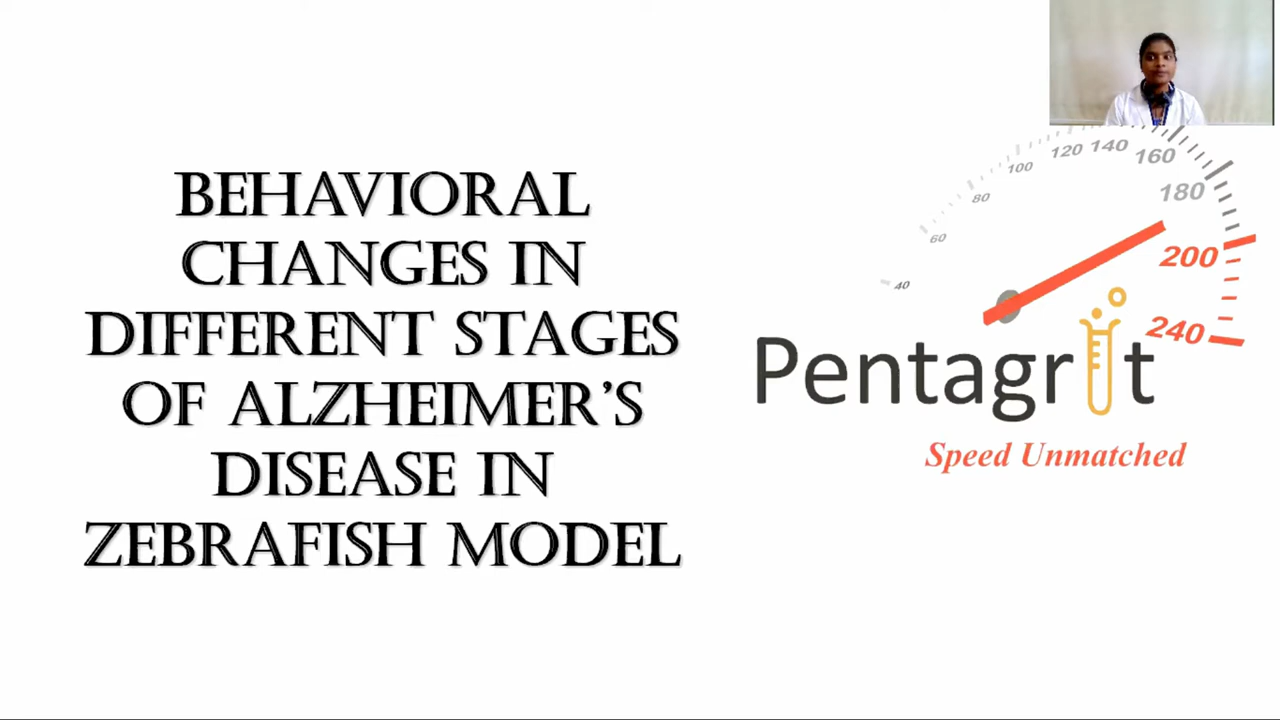 BEHAVIORAL
CHANGES IN
DIFFERENT STAGES
OF ALZHEIMER'S
DISEASE IN
ZEBRAFISH MODEL
40
60
80
100
120
140
160
180
200
240
Pentagrit
Speed Unmatched